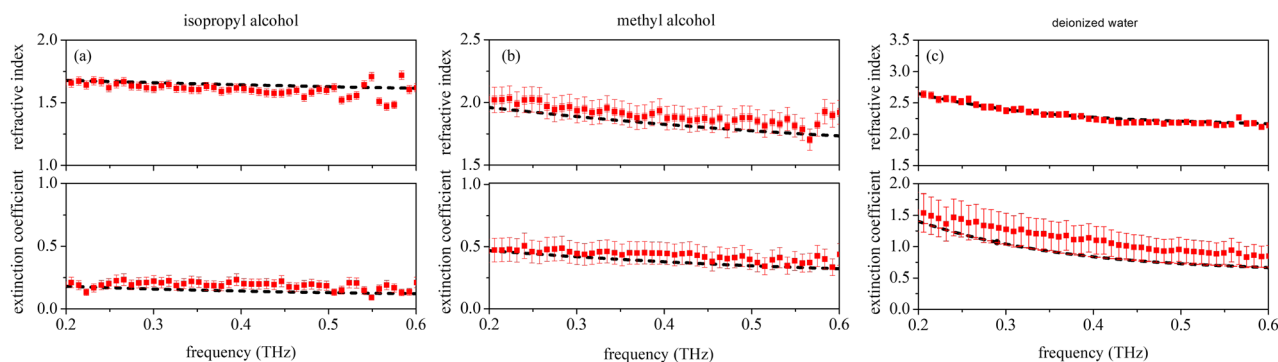 isopropyl alcohol
methyl alcohol
deionized water
(a)
refractive index
2.0
1.5
1.0
extinction coefficient
1.0
0.5
0.0
0.2
0.3
0.4
0.5
0.6
frequency (THz)
(b)
refractive index
2.5
2.0
1.5
extinction coefficient
1.0
0.5
0.0
0.2
0.3
0.4
0.5
0.6
frequency (THz)
(c)
refractive index
3.5
3.0
2.5
2.0
1.5
extinction coefficient
2.0
1.5
1.0
0.5
0.0
0.2
0.3
0.4
0.5
0.6
frequency (THz)